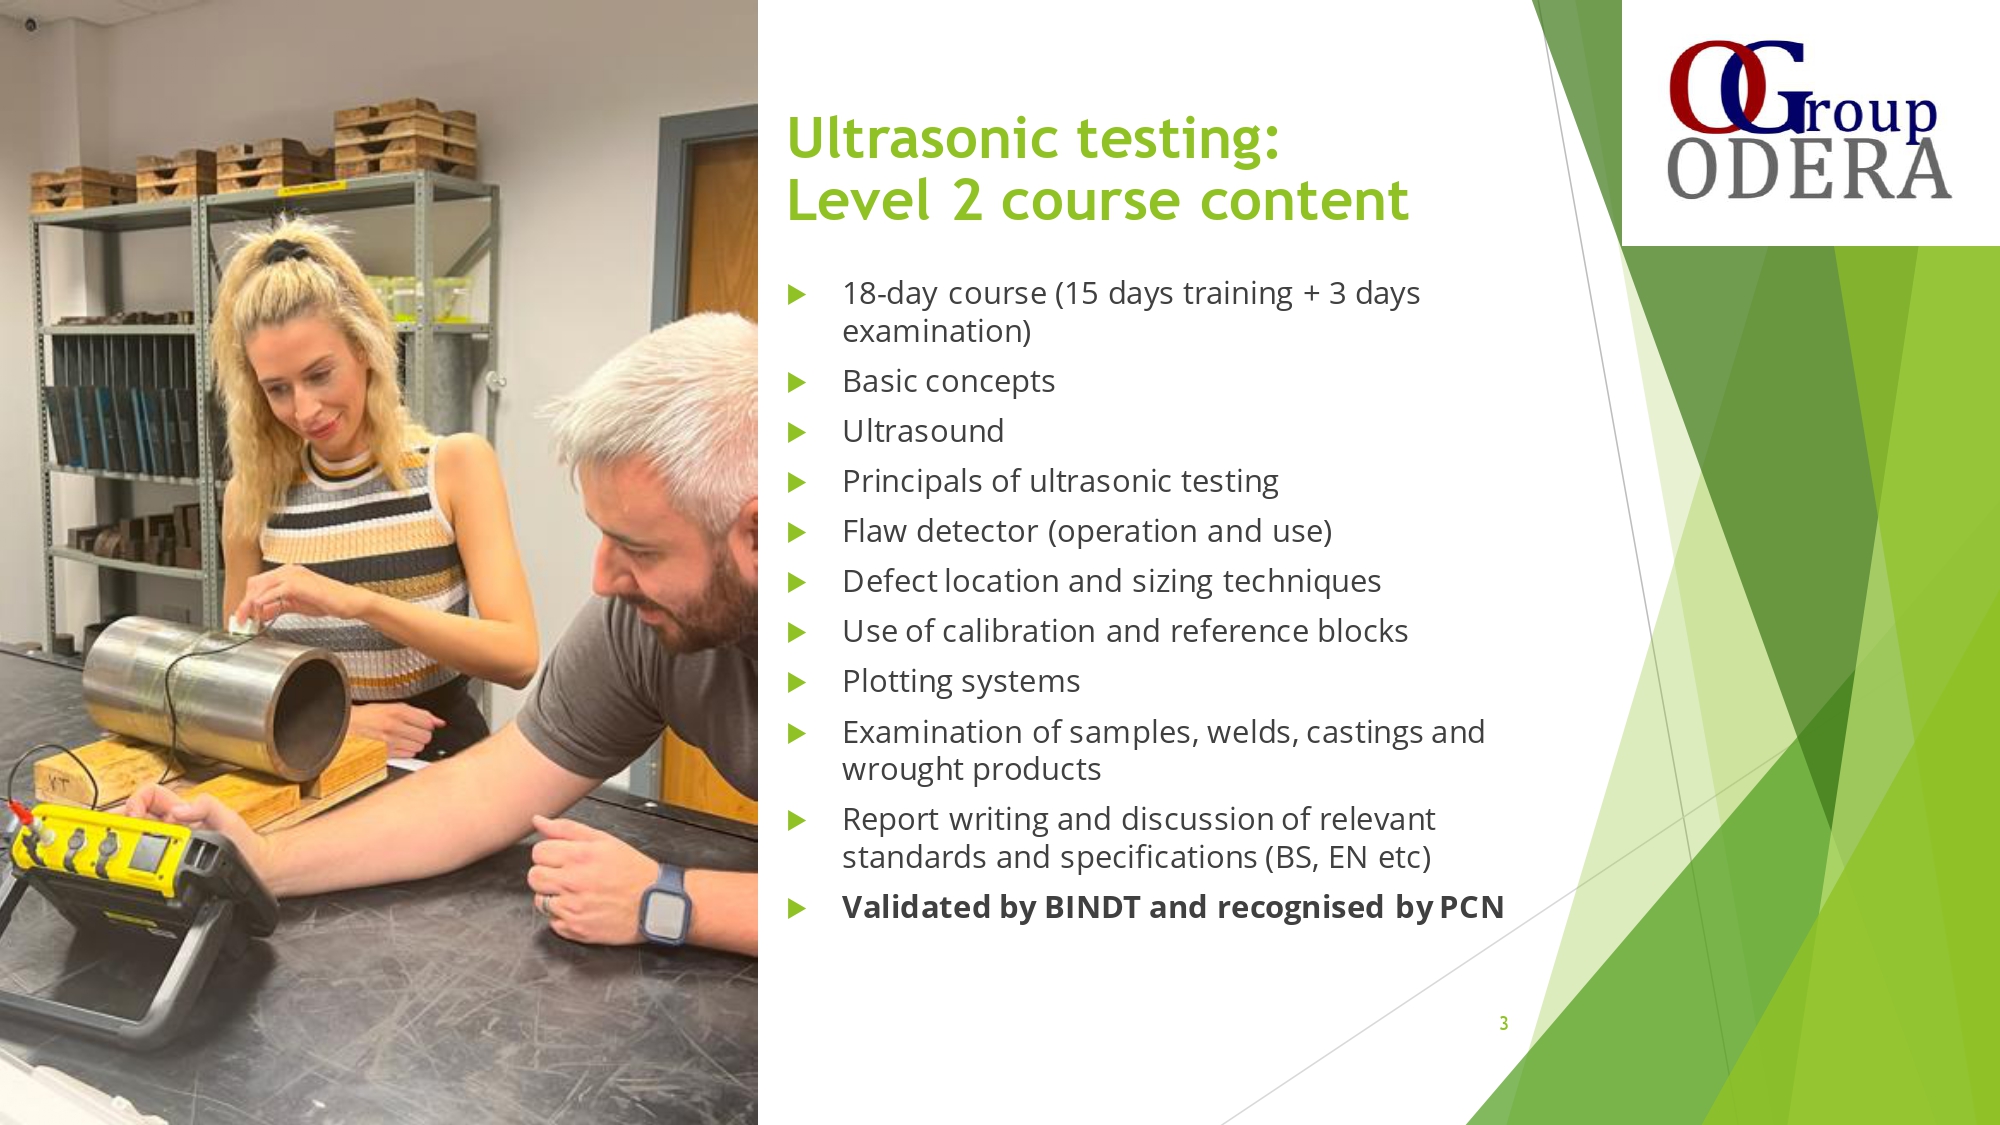 Ultrasonic testing:
Level 2 course content
18-day course (15 days training + 3 days
examination)
Basic concepts
Ultrasound
Principals of ultrasonic testing
Flaw detector (operation and use)
Defect location and sizing techniques
Use of calibration and reference blocks
Plotting systems
Examination of samples, welds, castings and
wrought products
Report writing and discussion of relevant
standards and specifications (BS, EN etc)
Validated by BINDT and recognised by PCN
3
OGroup
ODERA